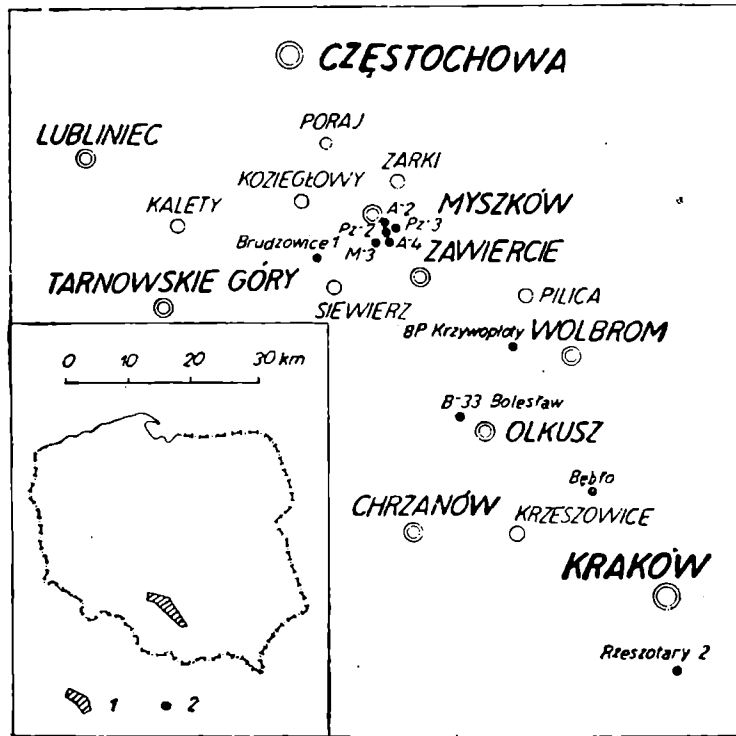 CZĘSTOCHOWA
PORAJ
LUBLINIEC
ŻARKI
KOZIEGŁOWY
KALETY
A-2
MYSZKÓW
Pz-2
Pz-3
Brudzowice 1
M-3
A-4
ZAWIERCIE
TARNOWSKIE GÓRY
SIEWIERZ
PILICA
BP Krzywopłoty
WOLBROM
0 10 20 30 km
B-33 Bolesław
OLKUSZ
Bębło
CHRZANÓW
KRZESZOWICE
KRAKÓW
Rzeszotary 2
1
2